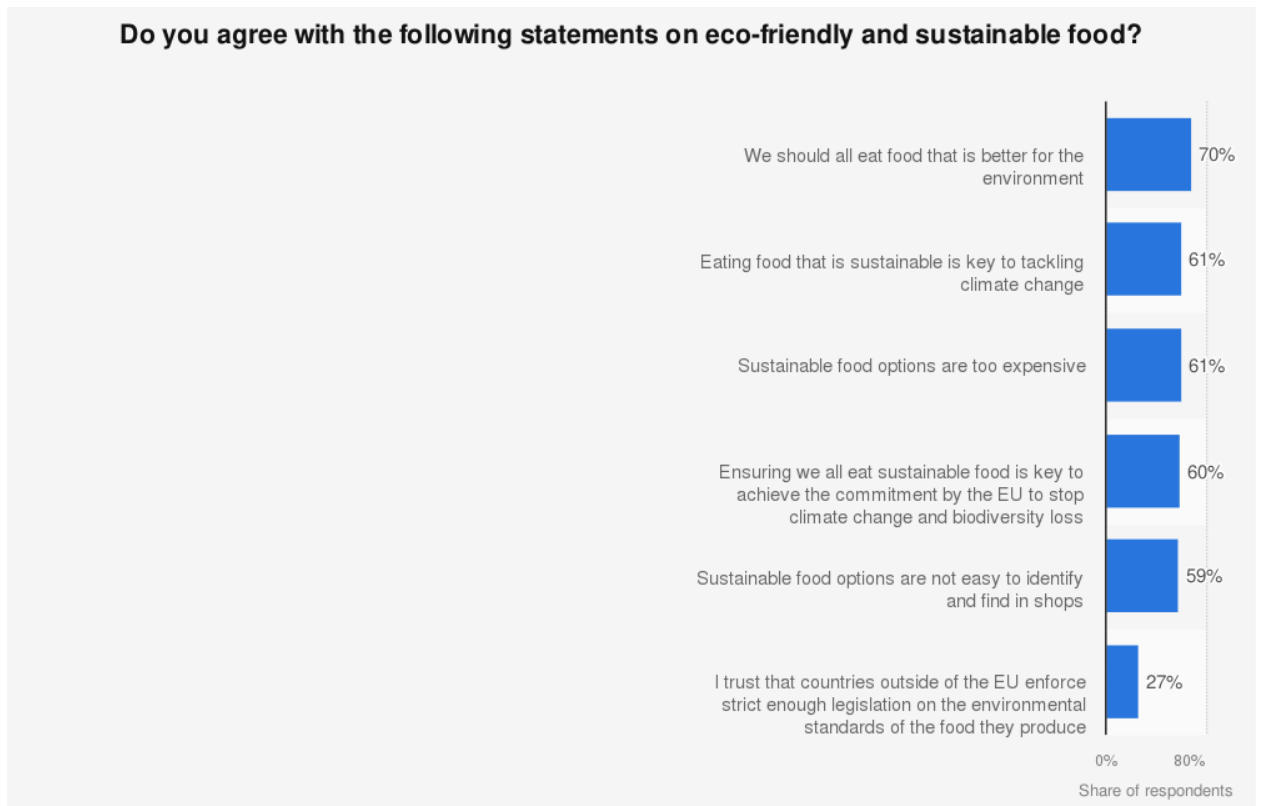 Do you agree with the following statements on eco-friendly and sustainable food?
We should all eat food that is better for the
environment
70%
Eating food that is sustainable is key to tackling
climate change
61%
Sustainable food options are too expensive
61%
Ensuring we all eat sustainable food is key to
achieve the commitment by the EU to stop
climate change and biodiversity loss
60%
Sustainable food options are not easy to identify
and find in shops
59%
I trust that countries outside of the EU enforce
strict enough legislation on the environmental
standards of the food they produce
27%
0% 80%
Share of respondents